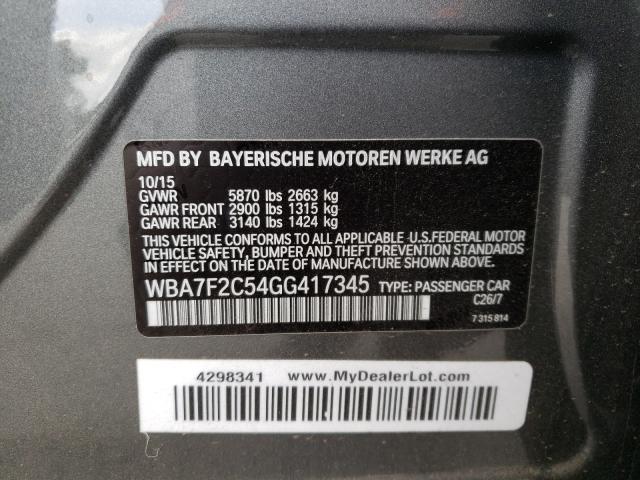 MFD BY BAYERISCHE MOTOREN WERKE AG
10/15
GVWR 5870 lbs 2663 kg
GAWR FRONT 2900 lbs 1315 kg
GAWR REAR 3140 lbs 1424 kg
THIS VEHICLE CONFORMS TO ALL APPLICABLE U.S.FEDERAL MOTOR
VEHICLE SAFETY, BUMPER AND THEFT PREVENTION STANDARDS
IN EFFECT ON THE DATE OF MANUFACTURE SHOWN ABOVE.
WBA7F2C54GG417345 TYPE: PASSENGER CAR
C26/7
7 315 814
4298341 www.MyDealerLot.com